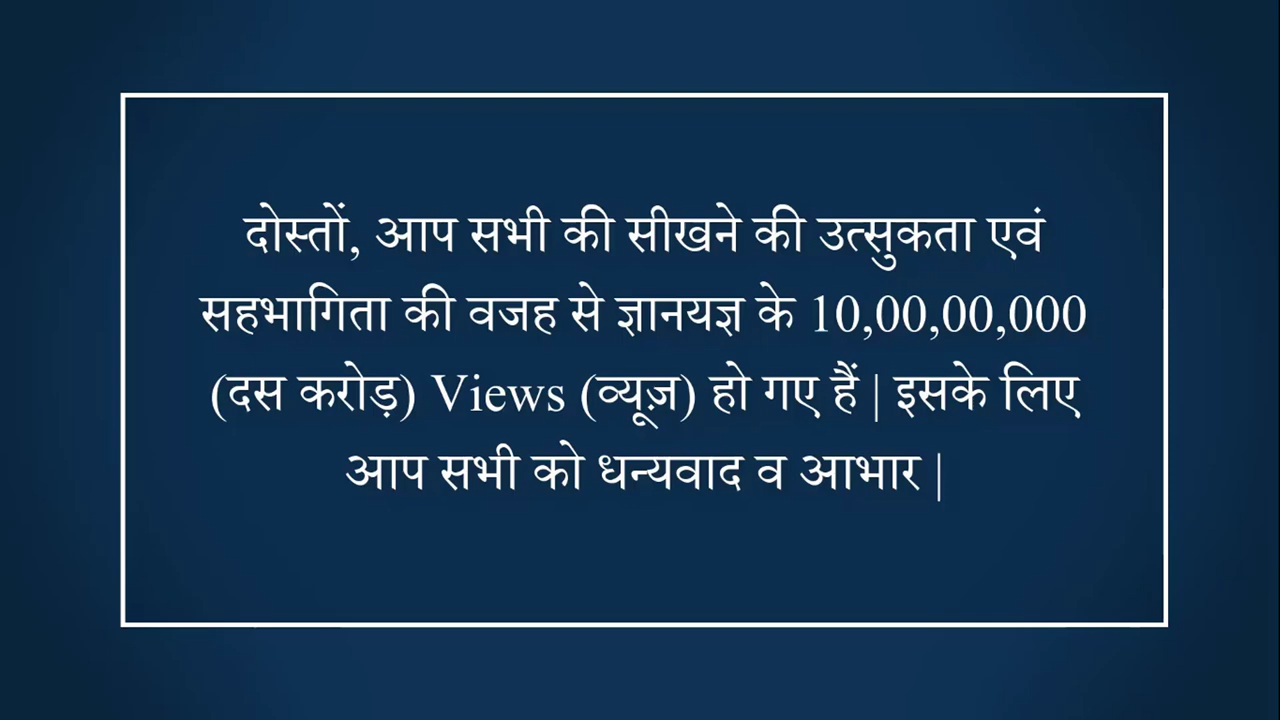 दोस्तों, आप सभी की सीखने की उत्सुकता एवं
सहभागिता की वजह से ज्ञानयज्ञ के 10,00,00,000
(दस करोड़) Views (व्यूज़) हो गए हैं | इसके लिए
आप सभी को धन्यवाद व आभार |